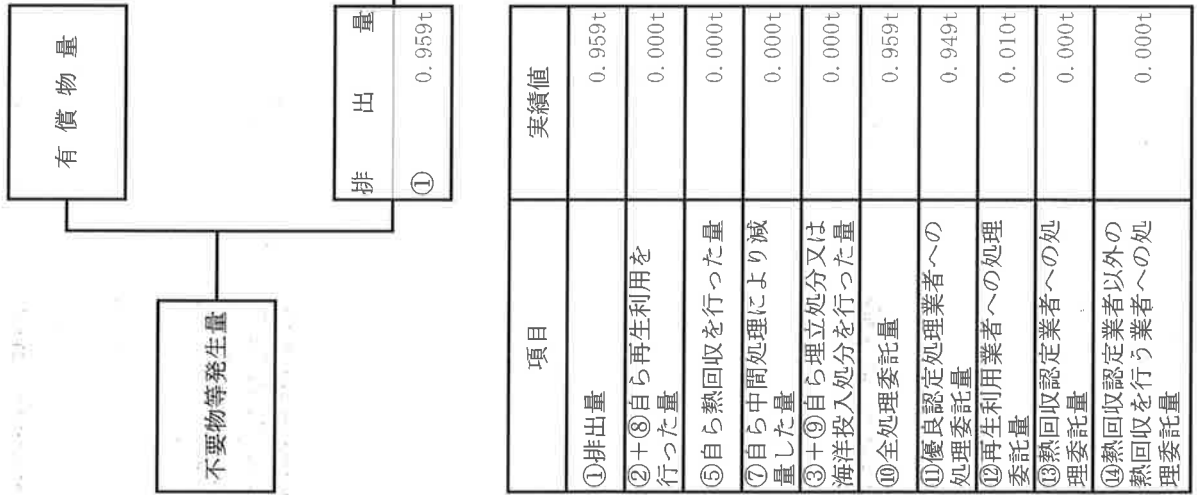 有償物量
不要物等発生量
排出量
① 0.959t
項目 実績値
①排出量 0.959t
②+⑧自ら再生利用を
行った量 0.000t
⑤自ら熱回収を行った量 0.000t
⑦自ら中間処理により減
量した量 0.000t
③+⑨自ら埋立処分又は
海洋投入処分を行った量 0.000t
⑩全処理委託量 0.959t
⑪優良認定処理業者への
処理委託量 0.949t
⑫再生利用業者への処理
委託量 0.010t
⑬熱回収認定業者への処
理委託量 0.000t
⑭熱回収認定業者以外の
熱回収を行う業者への処
理委託量 0.000t